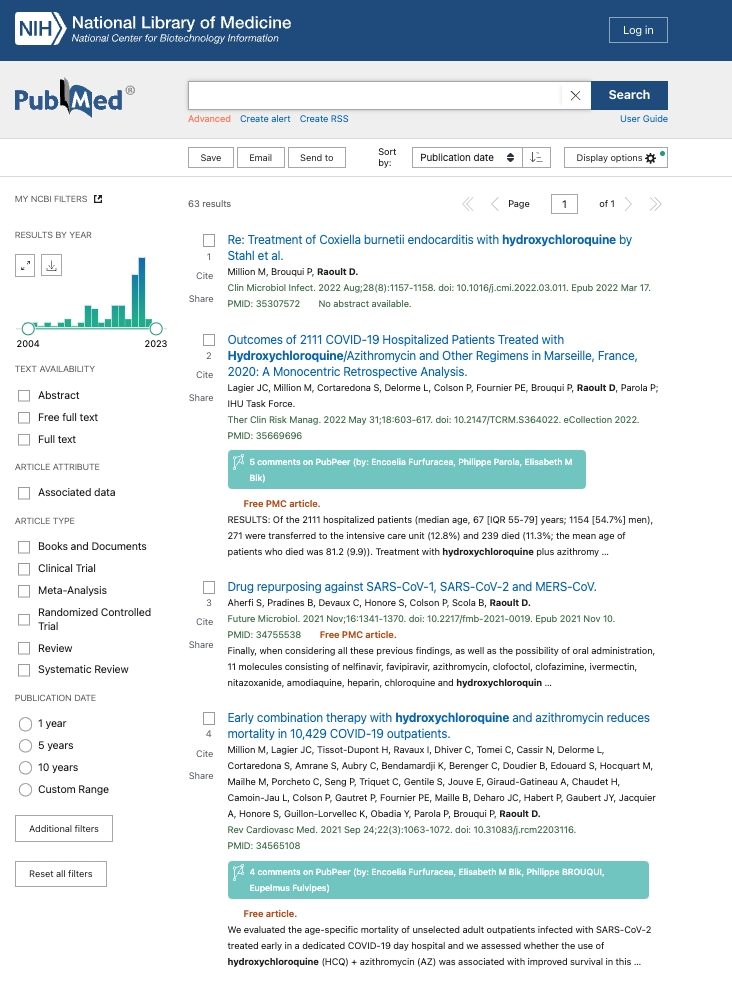 NIH
National Library of Medicine
National Center for Biotechnology Information
Log in
PubMed®
Search
Advanced Create alert Create RSS User Guide
Save Email Send to Sort by: Publication date Display options
MY NCBI FILTERS
63 results
Page 1 of 1
RESULTS BY YEAR
2004 2023
TEXT AVAILABILITY
Abstract
Free full text
Full text
ARTICLE ATTRIBUTE
Associated data
ARTICLE TYPE
Books and Documents
Clinical Trial
Meta-Analysis
Randomized Controlled
Trial
Review
Systematic Review
PUBLICATION DATE
1 year
5 years
10 years
Custom Range
Additional filters
Reset all filters
1
Cite
Share
Re: Treatment of Coxiella burnetii endocarditis with hydroxychloroquine by
Stahl et al.
Million M, Brouqui P, Raoult D.
Clin Microbiol Infect. 2022 Aug;28(8):1157-1158. doi: 10.1016/j.cmi.2022.03.011. Epub 2022 Mar 17.
PMID: 35307572 No abstract available.
2
Cite
Share
Outcomes of 2111 COVID-19 Hospitalized Patients Treated with
Hydroxychloroquine/Azithromycin and Other Regimens in Marseille, France,
2020: A Monocentric Retrospective Analysis.
Lagier JC, Million M, Cortaredona S, Delorme L, Colson P, Fournier PE, Brouqui P, Raoult D, Parola P;
IHU Task Force.
Ther Clin Risk Manag. 2022 May 31;18:603-617. doi: 10.2147/TCRM.S364022. eCollection 2022.
PMID: 35669696
5 comments on PubPeer (by: Encoelia Furfuracea, Philippe Parola, Elisabeth M
Bik)
Free PMC article.
RESULTS: Of the 2111 hospitalized patients (median age, 67 [IQR 55-79] years; 1154 [54.7%] men),
271 were transferred to the intensive care unit (12.8%) and 239 died (11.3%; the mean age of
patients who died was 81.2 (9.9)). Treatment with hydroxychloroquine plus azithromy ...
3
Cite
Share
Drug repurposing against SARS-CoV-1, SARS-CoV-2 and MERS-CoV.
Aherfi S, Pradines B, Devaux C, Honore S, Colson P, Scola B, Raoult D.
Future Microbiol. 2021 Nov;16:1341-1370. doi: 10.2217/fmb-2021-0019. Epub 2021 Nov 10.
PMID: 34755538 Free PMC article.
Finally, when considering all these previous findings, as well as the possibility of oral administration,
11 molecules consisting of nelfinavir, favipiravir, azithromycin, clofoctol, clofazimine, ivermectin,
nitazoxanide, amodiaquine, heparin, chloroquine and hydroxychloroquin ...
4
Cite
Share
Early combination therapy with hydroxychloroquine and azithromycin reduces
mortality in 10,429 COVID-19 outpatients.
Million M, Lagier JC, Tissot-Dupont H, Ravaux I, Dhiver C, Tomei C, Cassir N, Delorme L,
Cortaredona S, Amrane S, Aubry C, Bendamardji K, Berenger C, Doudier B, Edouard S, Hocquart M,
Mailhe M, Porcheto C, Seng P, Triquet C, Gentile S, Jouve E, Giraud-Gatineau A, Chaudet H,
Camoin-Jau L, Colson P, Gautret P, Fournier PE, Maille B, Deharo JC, Habert P, Gaubert JY, Jacquier
A, Honore S, Guillon-Lorvellec K, Obadia Y, Parola P, Brouqui P, Raoult D.
Rev Cardiovasc Med. 2021 Sep 24;22(3):1063-1072. doi: 10.31083/j.rcm2203116.
PMID: 34565108
4 comments on PubPeer (by: Encoelia Furfuracea, Elisabeth M Bik, Philippe BROUQUI,
Eupelmus Fulvipes)
Free article.
We evaluated the age-specific mortality of unselected adult outpatients infected with SARS-CoV-2
treated early in a dedicated COVID-19 day hospital and we assessed whether the use of
hydroxychloroquine (HCQ) + azithromycin (AZ) was associated with improved survival in this ...